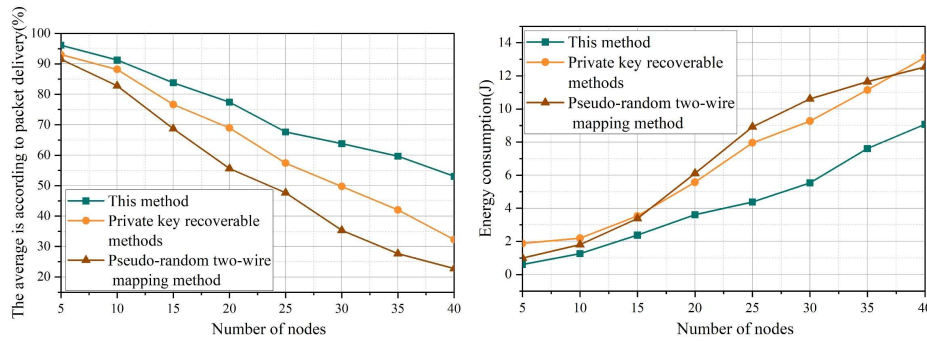 The average is according to packet delivery(%)
100
90
80
70
60
50
40
30
20
This method
Private key recoverable
methods
Pseudo-random two-wire
mapping method
5
10
15
20
25
30
35
40
Number of nodes
Energy consumption(J)
14
12
10
8
6
4
2
0
This method
Private key recoverable
methods
Pseudo-random two-wire
mapping method
5
10
15
20
25
30
35
40
Number of nodes